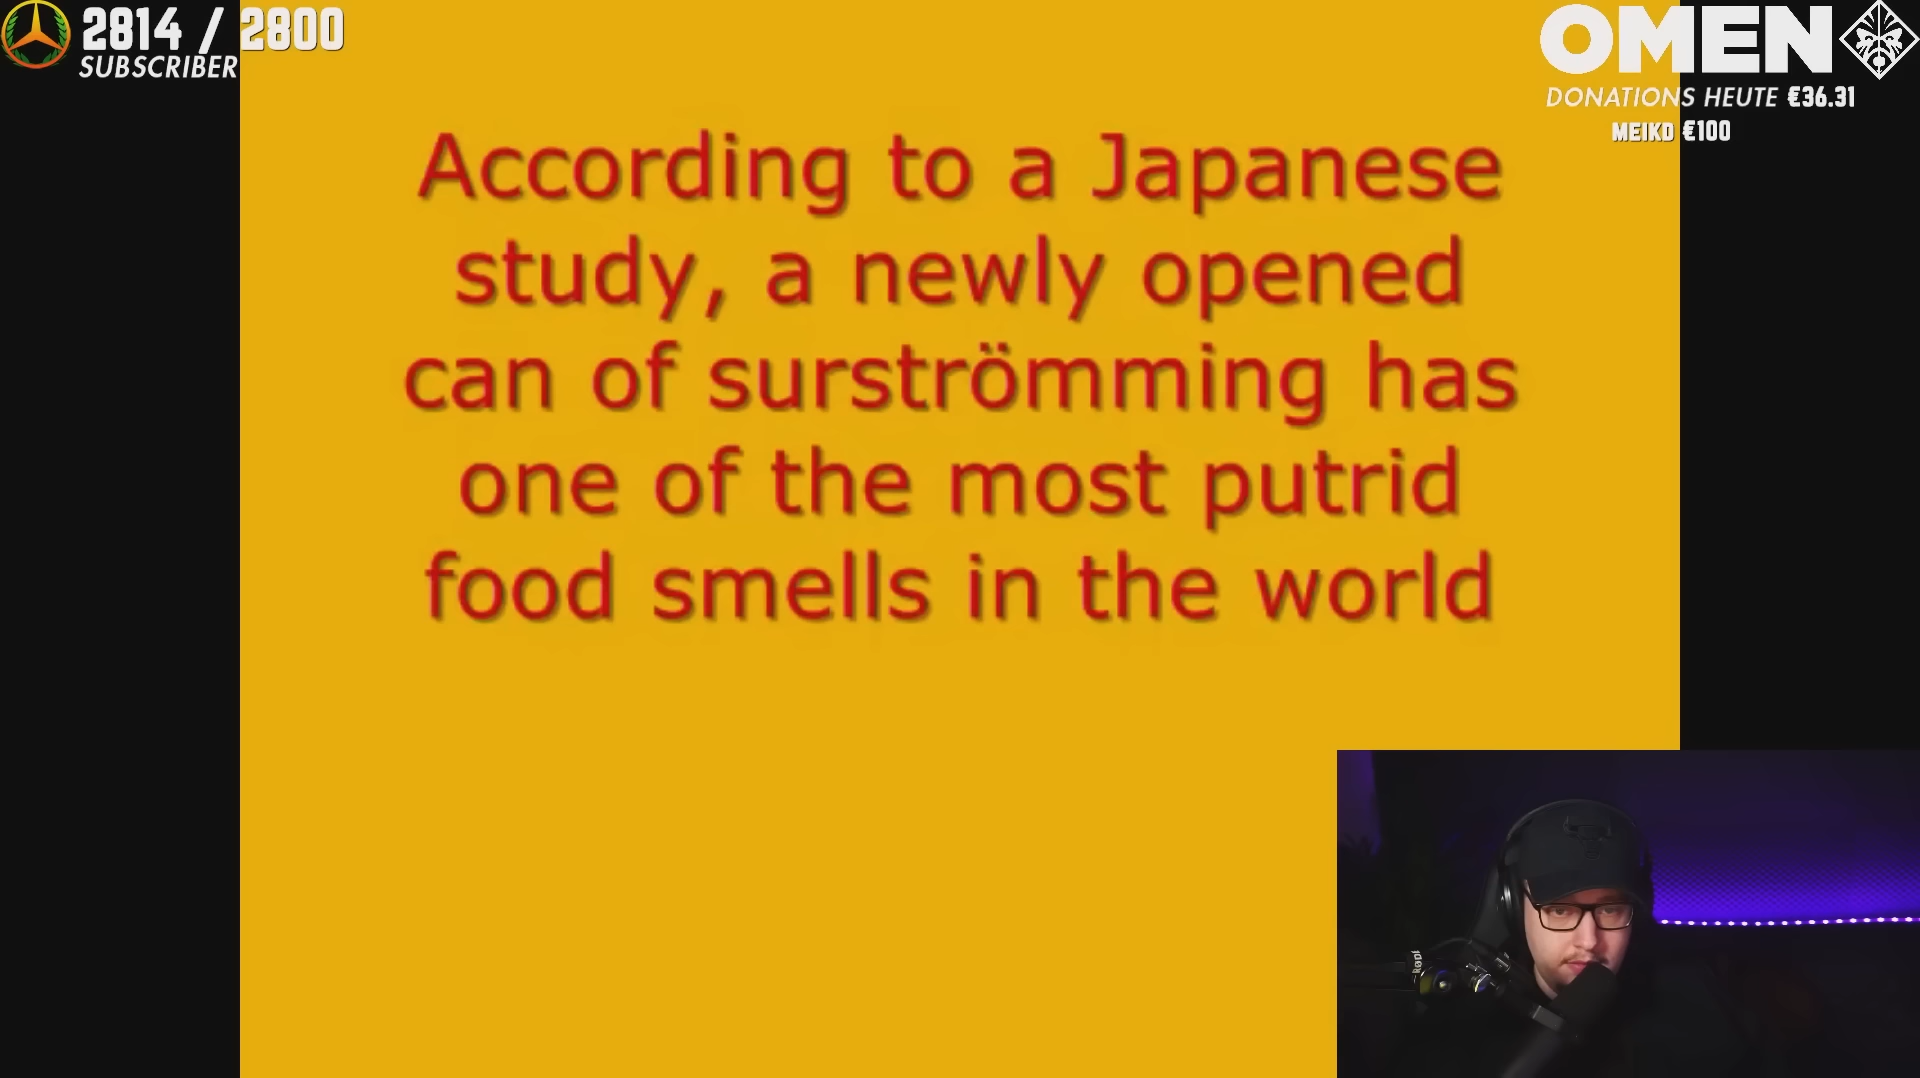 2814 / 2800
SUBSCRIBER
OMEN
DONATIONS HEUTE €36.31
MEIKO €100
According to a Japanese
study, a newly opened
can of surströmming has
one of the most putrid
food smells in the world
RØDE